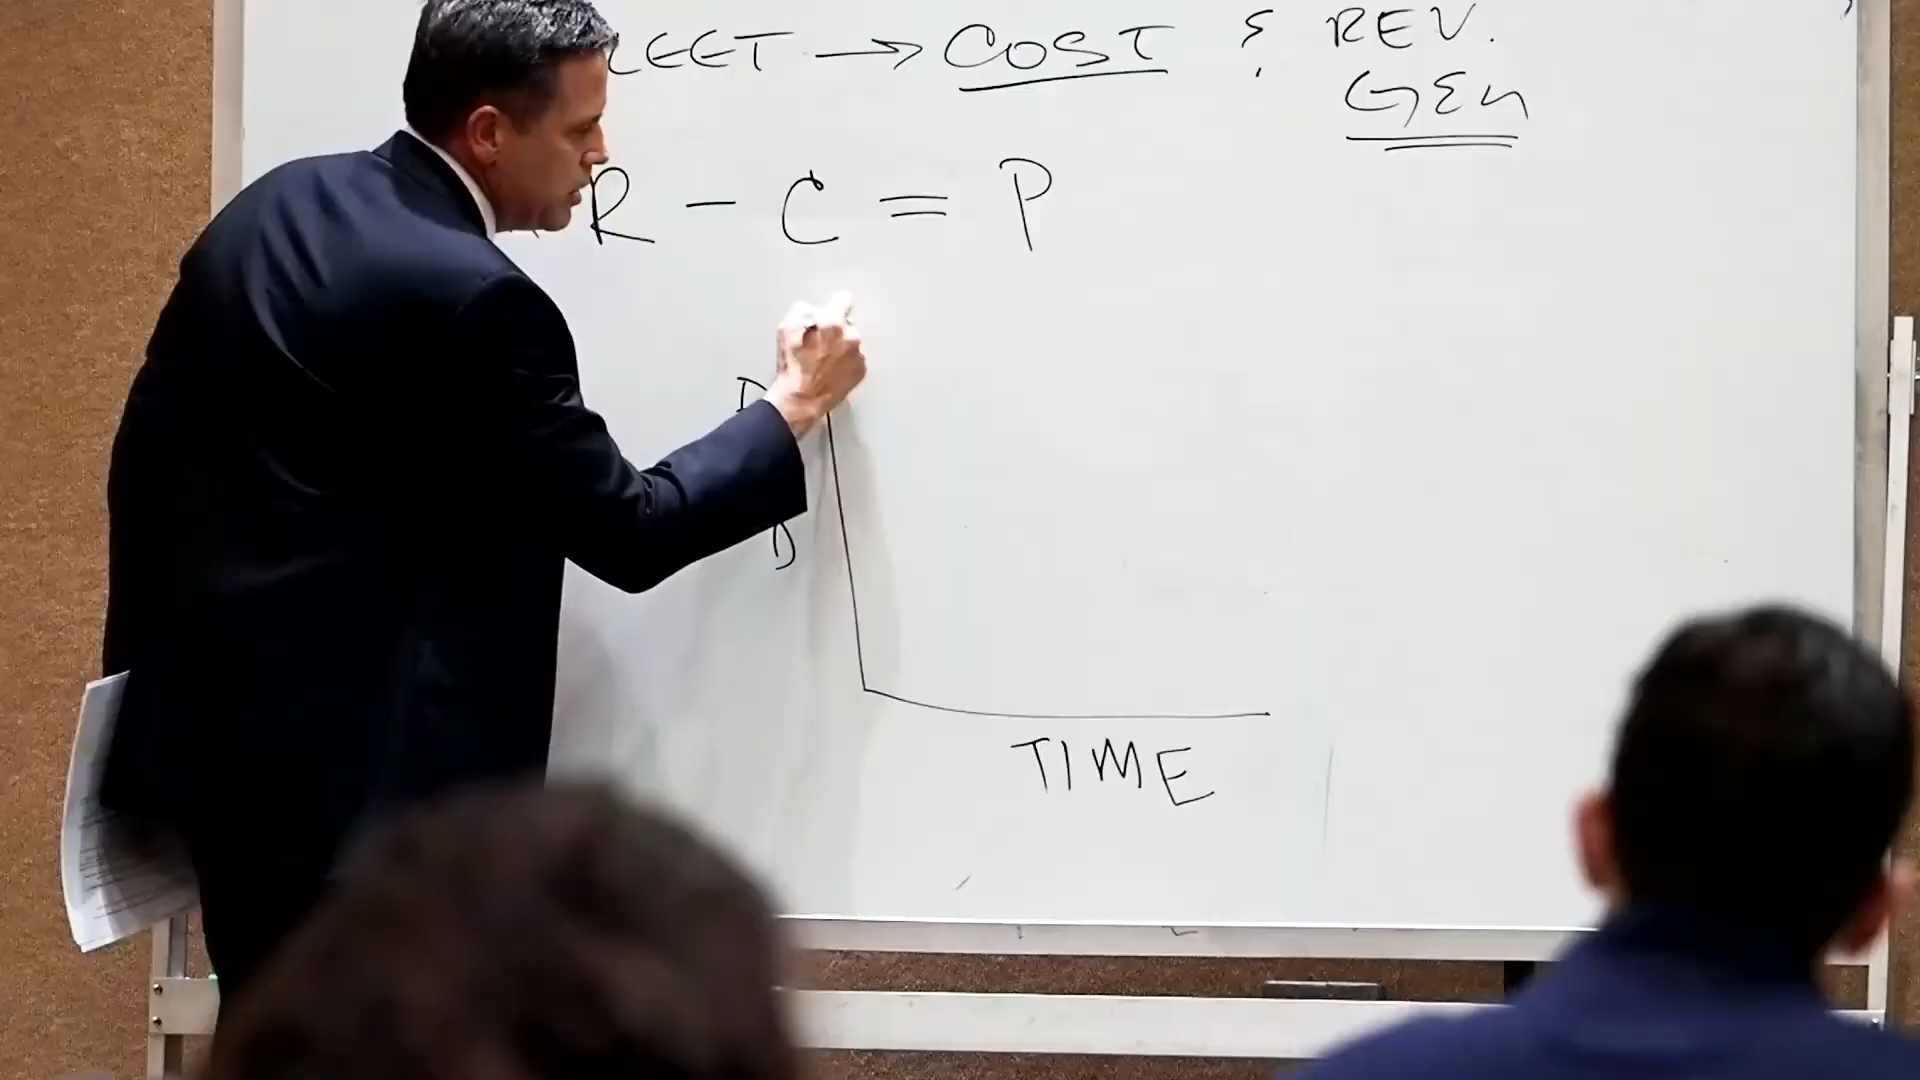 → COST & REV.
GEN
R - C = P
D
D
TIME